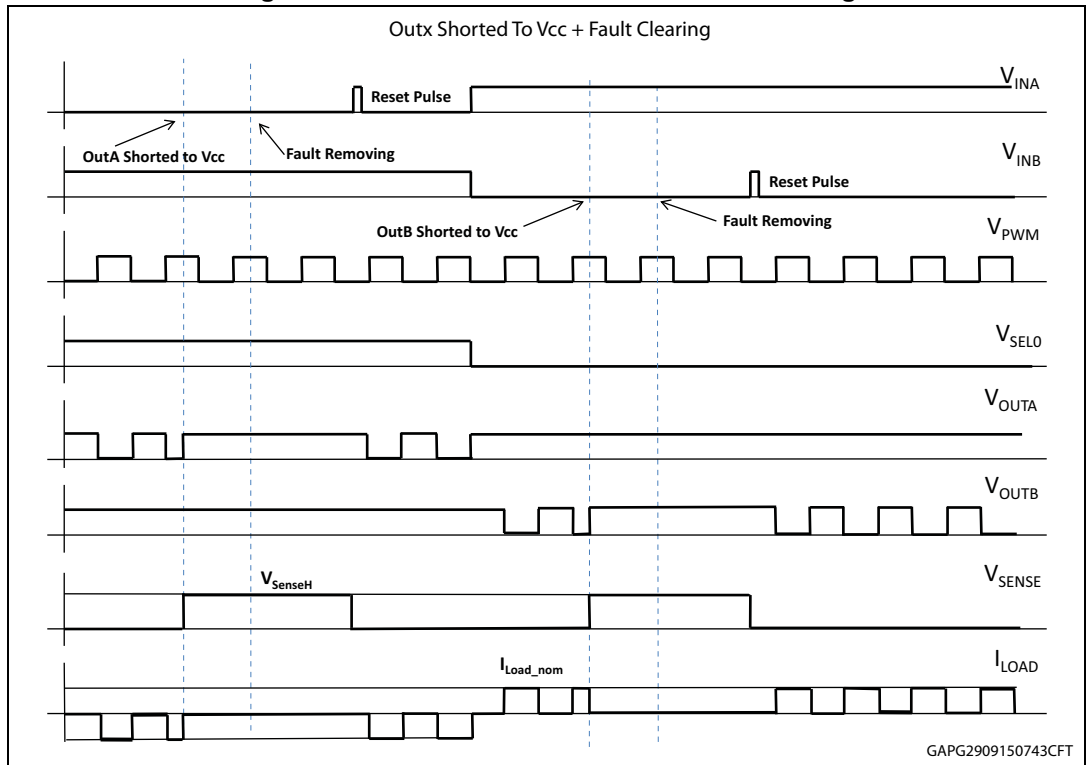 Outx Shorted To Vcc + Fault Clearing
V_INA
Reset Pulse
OutA Shorted to Vcc
Fault Removing
V_INB
Reset Pulse
OutB Shorted to Vcc
Fault Removing
V_PWM
V_SEL0
V_OUTA
V_OUTB
V_SenseH
V_SENSE
I_Load_nom
I_LOAD
GAPG2909150743CFT